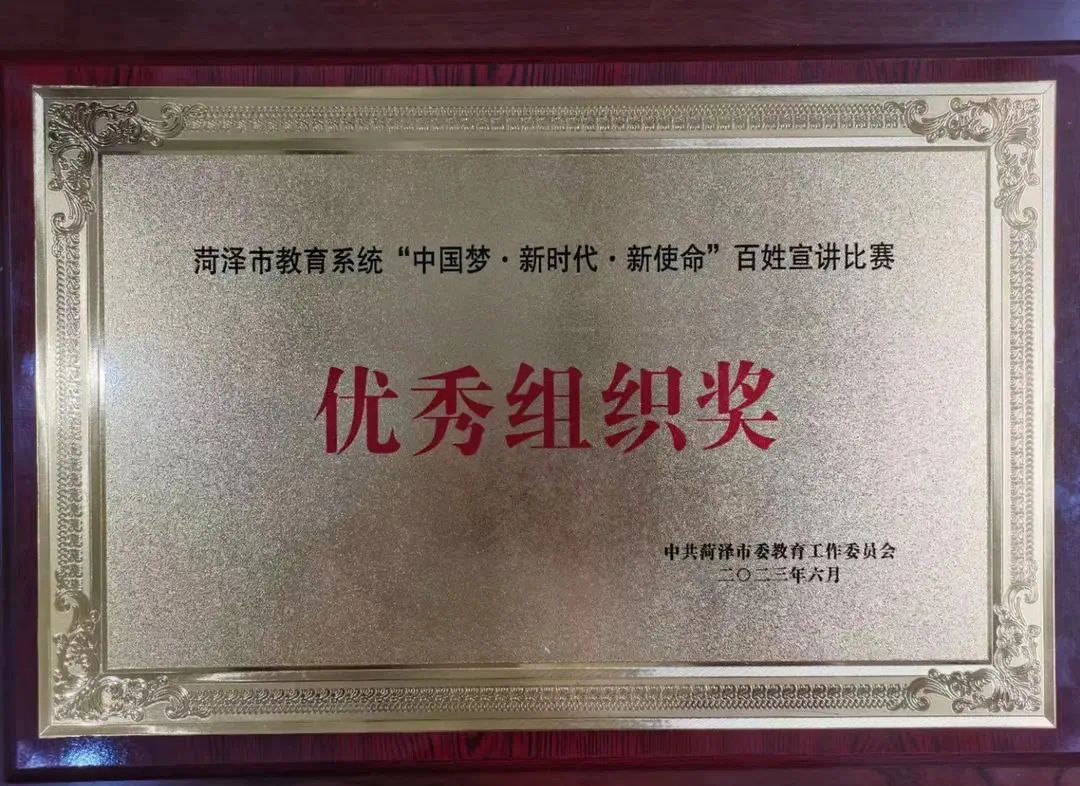 菏泽市教育系统“中国梦·新时代·新使命”百姓宣讲比赛
优秀组织奖
中共菏泽市委教育工作委员会
二〇二三年六月